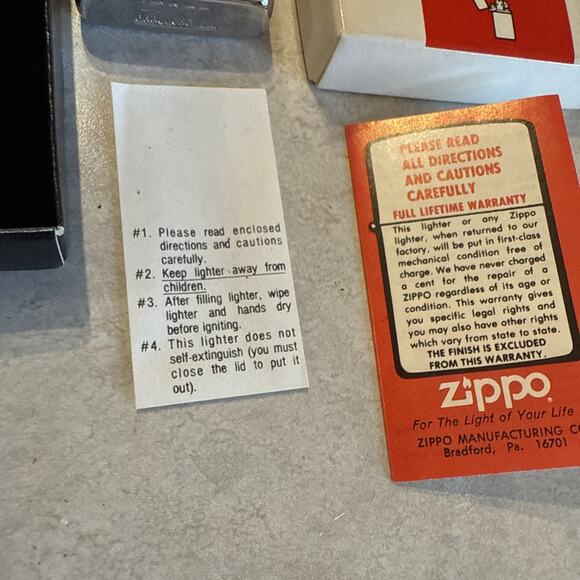 #1. Please read enclosed
directions and cautions
carefully.
#2. Keep lighter away from
children.
#3. After filling lighter, wipe
lighter and hands dry
before igniting.
#4. This lighter does not
self-extinguish (you must
close the lid to put it
out).
PLEASE READ
ALL DIRECTIONS
AND CAUTIONS
CAREFULLY
FULL LIFETIME WARRANTY
This lighter or any Zippo
lighter, when returned to our
factory, will be put in first-class
mechanical condition free of
charge. We have never charged
a cent for the repair of a
ZIPPO regardless of its age or
condition. This warranty gives
you specific legal rights and
you may also have other rights
which vary from state to state.
THE FINISH IS EXCLUDED
FROM THIS WARRANTY.
zippo
For The Light of Your Life
ZIPPO MANUFACTURING
Bradford, Pa. 16701